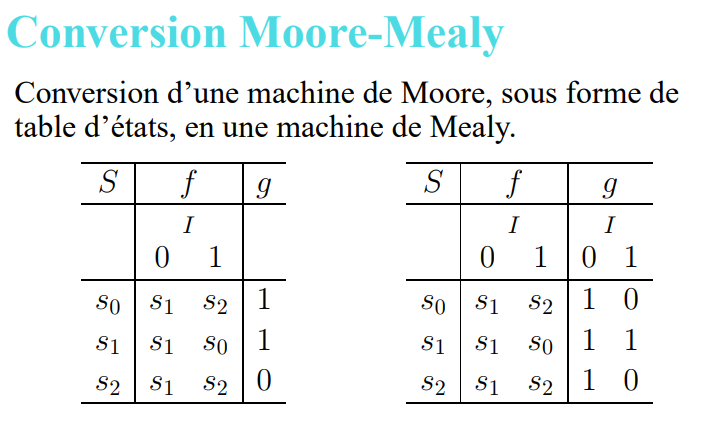 Conversion Moore-Mealy
Conversion d’une machine de Moore, sous forme de
table d’états, en une machine de Mealy.
S f g S f g
I I I
0 1 0 1 0 1
s0 s1 s2 1 s0 s1 s2 1 0
s1 s1 s0 1 s1 s1 s0 1 1
s2 s1 s2 0 s2 s1 s2 1 0